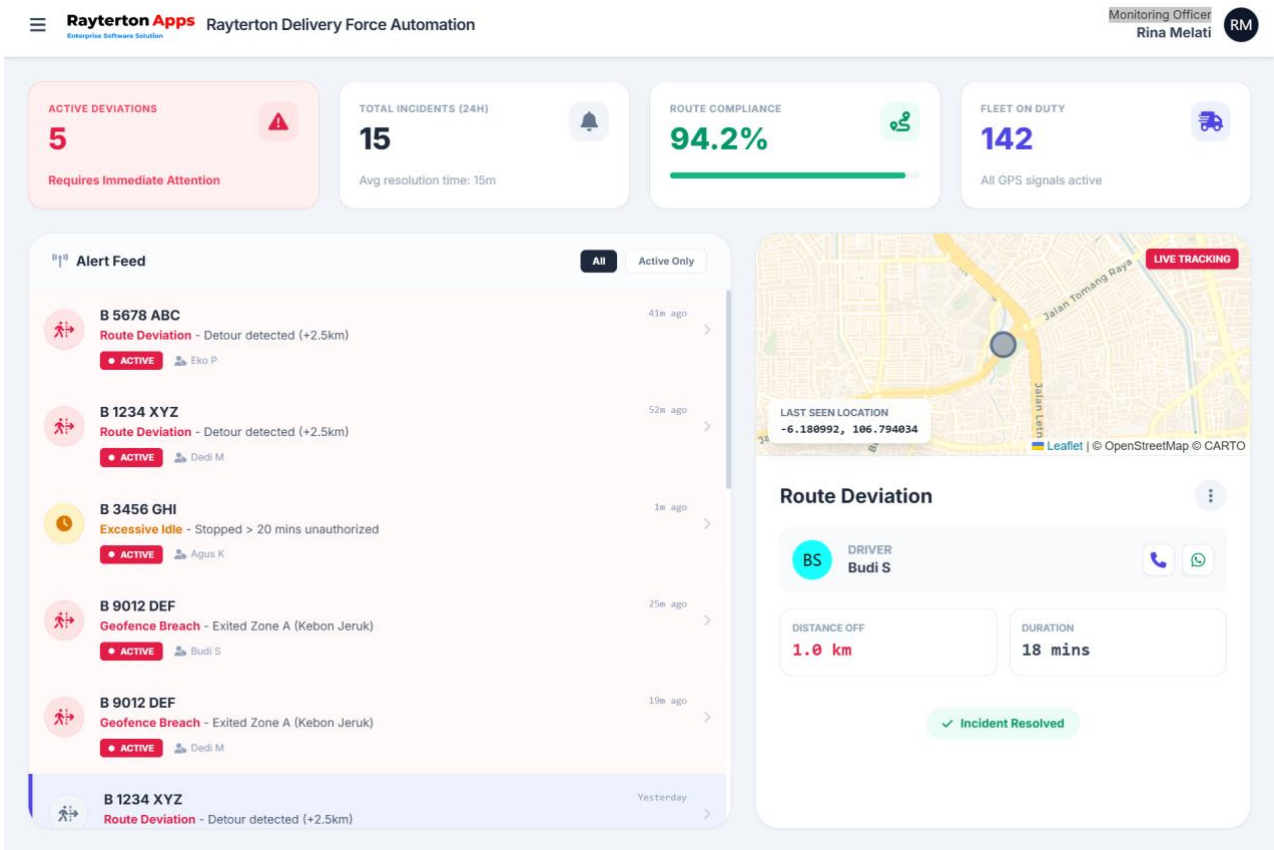 Rayterton Apps
Enterprise Software Solution
Rayterton Delivery Force Automation
Monitoring Officer
Rina Melati
RM
ACTIVE DEVIATIONS
5
Requires Immediate Attention
TOTAL INCIDENTS (24H)
15
Avg resolution time: 15m
ROUTE COMPLIANCE
94.2%
FLEET ON DUTY
142
All GPS signals active
Alert Feed
All
Active Only
B 5678 ABC
41m ago
Route Deviation - Detour detected (+2.5km)
ACTIVE
Eko P
B 1234 XYZ
52m ago
Route Deviation - Detour detected (+2.5km)
ACTIVE
Dedi M
B 3456 GHI
1m ago
Excessive Idle - Stopped > 20 mins unauthorized
ACTIVE
Agus K
B 9012 DEF
25m ago
Geofence Breach - Exited Zone A (Kebon Jeruk)
ACTIVE
Budi S
B 9012 DEF
19m ago
Geofence Breach - Exited Zone A (Kebon Jeruk)
ACTIVE
Dedi M
B 1234 XYZ
Yesterday
Route Deviation - Detour detected (+2.5km)
LIVE TRACKING
Jalan Tomang Raya
Jalan Letn
LAST SEEN LOCATION
-6.180992, 106.794034
Leaflet | © OpenStreetMap © CARTO
Route Deviation
BS
DRIVER
Budi S
DISTANCE OFF
1.0 km
DURATION
18 mins
Incident Resolved